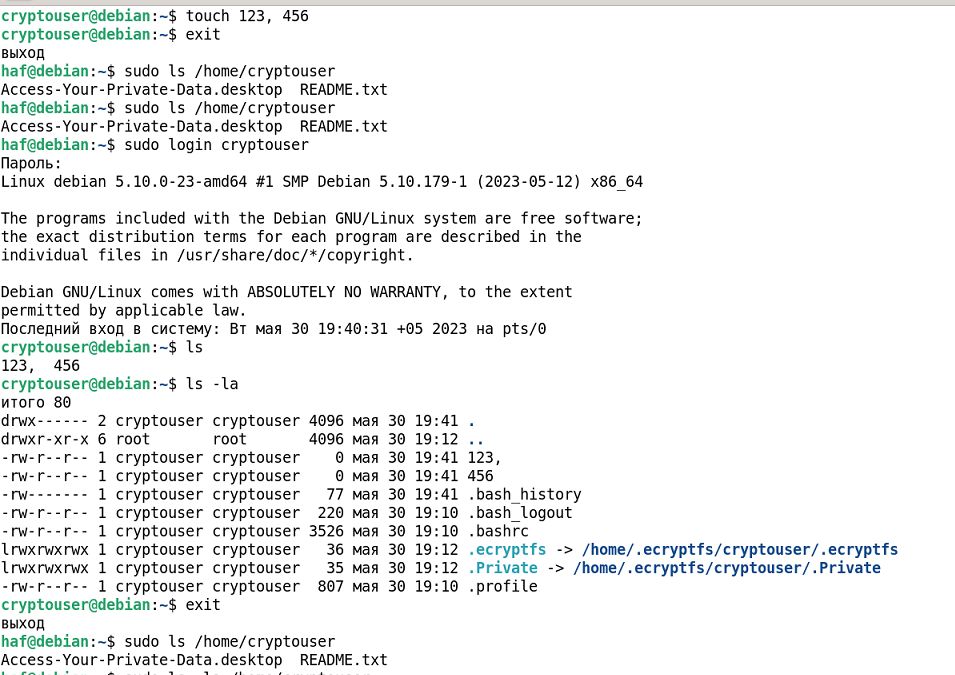 cryptouser@debian:~$ touch 123, 456
cryptouser@debian:~$ exit
выход
haf@debian:~$ sudo ls /home/cryptouser
Access-Your-Private-Data.desktop  README.txt
haf@debian:~$ sudo ls /home/cryptouser
Access-Your-Private-Data.desktop  README.txt
haf@debian:~$ sudo login cryptouser
Пароль:
Linux debian 5.10.0-23-amd64 #1 SMP Debian 5.10.179-1 (2023-05-12) x86_64

The programs included with the Debian GNU/Linux system are free software;
the exact distribution terms for each program are described in the
individual files in /usr/share/doc/*/copyright.

Debian GNU/Linux comes with ABSOLUTELY NO WARRANTY, to the extent
permitted by applicable law.
Последний вход в систему: Вт мая 30 19:40:31 +05 2023 на pts/0
cryptouser@debian:~$ ls
123,  456
cryptouser@debian:~$ ls -la
итого 80
drwx------ 2 cryptouser cryptouser 4096 мая 30 19:41 .
drwxr-xr-x 6 root       root       4096 мая 30 19:12 ..
-rw-r--r-- 1 cryptouser cryptouser    0 мая 30 19:41 123,
-rw-r--r-- 1 cryptouser cryptouser    0 мая 30 19:41 456
-rw------- 1 cryptouser cryptouser   77 мая 30 19:41 .bash_history
-rw-r--r-- 1 cryptouser cryptouser  220 мая 30 19:10 .bash_logout
-rw-r--r-- 1 cryptouser cryptouser 3526 мая 30 19:10 .bashrc
lrwxrwxrwx 1 cryptouser cryptouser   36 мая 30 19:12 .ecryptfs -> /home/.ecryptfs/cryptouser/.ecryptfs
lrwxrwxrwx 1 cryptouser cryptouser   35 мая 30 19:12 .Private -> /home/.ecryptfs/cryptouser/.Private
-rw-r--r-- 1 cryptouser cryptouser  807 мая 30 19:10 .profile
cryptouser@debian:~$ exit
выход
haf@debian:~$ sudo ls /home/cryptouser
Access-Your-Private-Data.desktop  README.txt